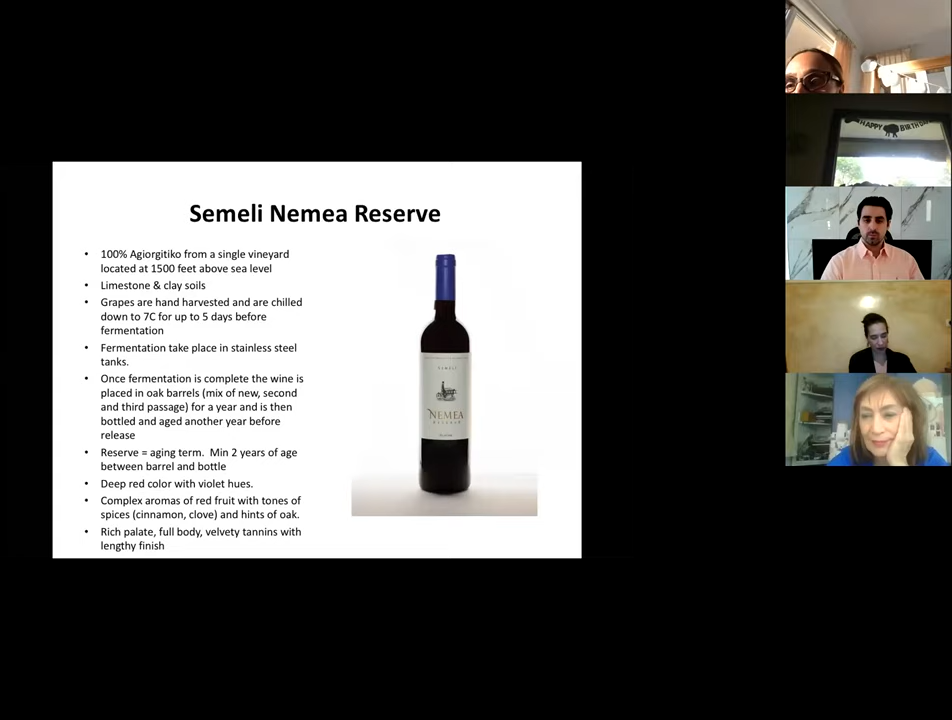 Semeli Nemea Reserve
• 100% Agiorgitiko from a single vineyard
located at 1500 feet above sea level
• Limestone & clay soils
• Grapes are hand harvested and are chilled
down to 7C for up to 5 days before
fermentation
• Fermentation take place in stainless steel
tanks.
• Once fermentation is complete the wine is
placed in oak barrels (mix of new, second
and third passage) for a year and is then
bottled and aged another year before
release
• Reserve = aging term.  Min 2 years of age
between barrel and bottle
• Deep red color with violet hues.
• Complex aromas of red fruit with tones of
spices (cinnamon, clove) and hints of oak.
• Rich palate, full body, velvety tannins with
lengthy finish
SEMELI
NEMEA
RESERVE
HAPPY BIRTHDAY